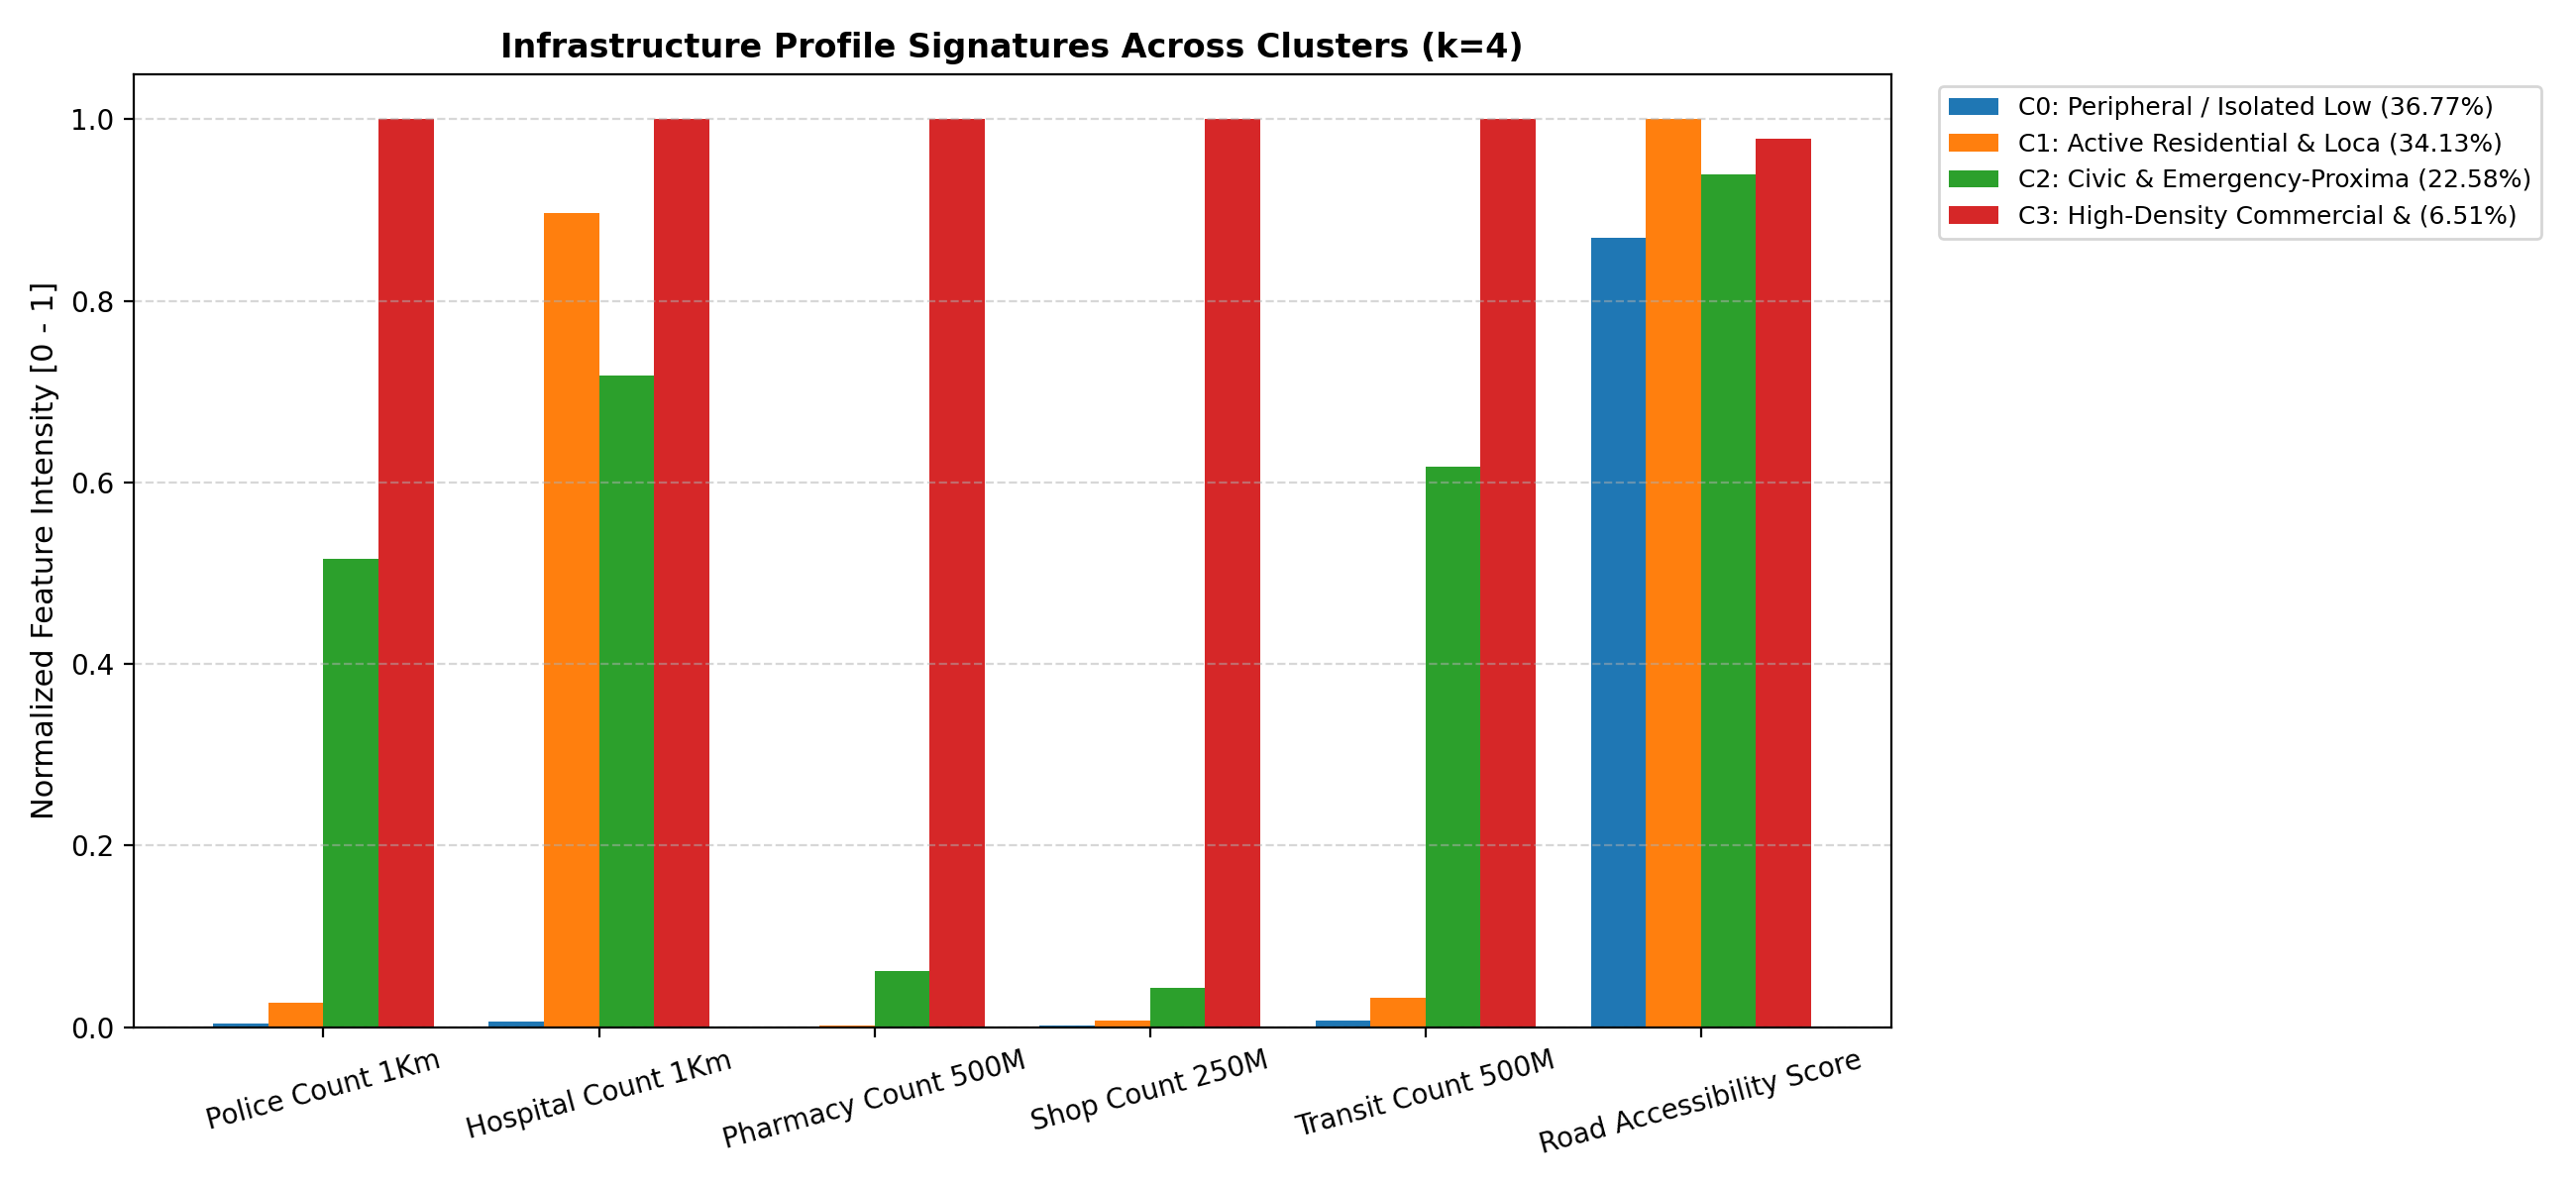 Infrastructure Profile Signatures Across Clusters (k=4)
Normalized Feature Intensity [0 - 1]
1.0
0.8
0.6
0.4
0.2
0.0
Police Count 1Km
Hospital Count 1Km
Pharmacy Count 500M
Shop Count 250M
Transit Count 500M
Road Accessibility Score
C0: Peripheral / Isolated Low (36.77%)
C1: Active Residential & Loca (34.13%)
C2: Civic & Emergency-Proxima (22.58%)
C3: High-Density Commercial & (6.51%)